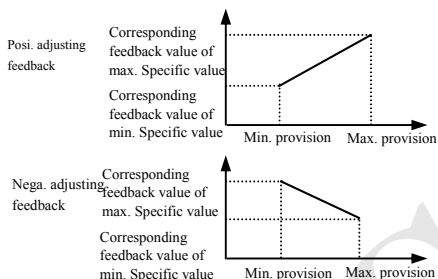 Posi. adjusting
feedback
Corresponding
feedback value of
max. Specific value
Corresponding
feedback value of
min. Specific value
Min. provision
Max. provision
Nega. adjusting
feedback
Corresponding
feedback value of
max. Specific value
Corresponding
feedback value of
min. Specific value
Min. provision
Max. provision